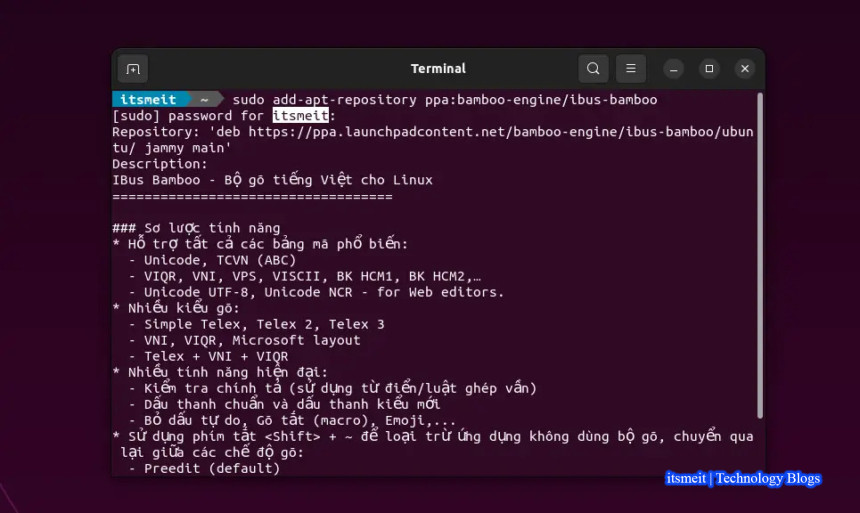 Terminal
itsmeit ~ sudo add-apt-repository ppa:bamboo-engine/ibus-bamboo
[sudo] password for itsmeit:
Repository: 'deb https://ppa.launchpadcontent.net/bamboo-engine/ibus-bamboo/ubun
tu/ jammy main'
Description:
IBus Bamboo - Bộ gõ tiếng Việt cho Linux
===================================
### Sơ lược tính năng
* Hỗ trợ tất cả các bảng mã phổ biến:
- Unicode, TCVN (ABC)
- VIQR, VNI, VPS, VISCII, BK HCM1, BK HCM2,…
- Unicode UTF-8, Unicode NCR - for Web editors.
* Nhiều kiểu gõ:
- Simple Telex, Telex 2, Telex 3
- VNI, VIQR, Microsoft layout
- Telex + VNI + VIQR
* Nhiều tính năng hiện đại:
- Kiểm tra chính tả (sử dụng từ điển/luật ghép vần)
- Dấu thanh chuẩn và dấu thanh kiểu mới
- Bỏ dấu tự do, Gõ tắt (macro), Emoji,...
* Sử dụng phím tắt <Shift> + ~ để loại trừ ứng dụng không dùng bộ gõ, chuyển qua
lại giữa các chế độ gõ:
- Preedit (default)
itsmeit | Technology Blogs